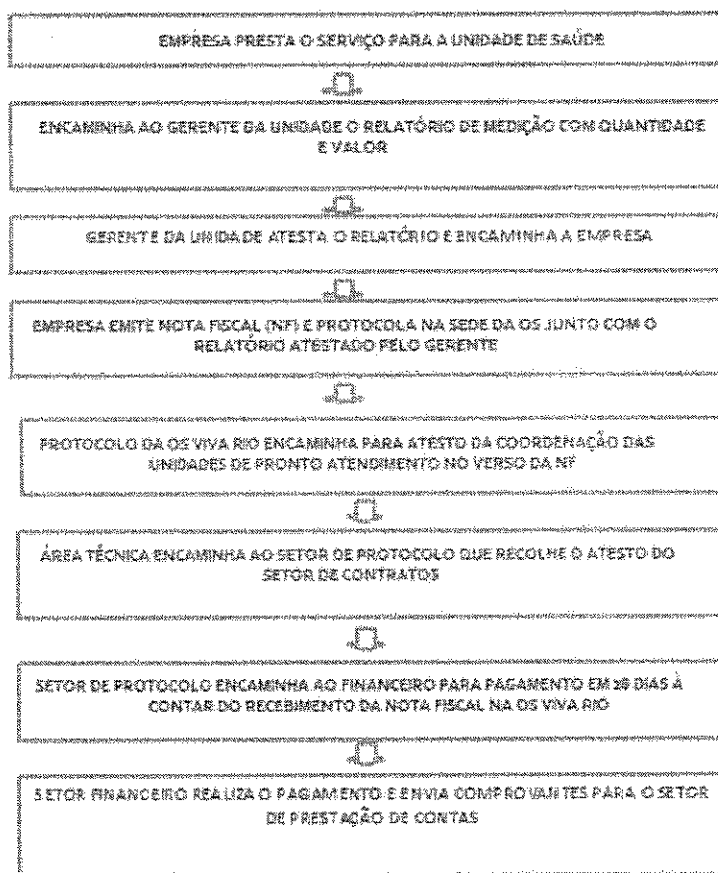 EMPRESA PRESTA O SERVIÇO PARA A UNIDADE DE SAÚDE
ENCAMINHA AO GERENTE DA UNIDADE O RELATÓRIO DE MEDIÇÃO COM QUANTIDADE
E VALOR
GERENTE DA UNIDADE ATESTA O RELATÓRIO E ENCAMINHA A EMPRESA
EMPRESA EMITE NOTA FISCAL (NF) E PROTOCOLA NA SEDE DA OS JUNTO COM O
RELATÓRIO ATESTADO PELO GERENTE
PROTOCOLO DA OS VIVA RIO ENCAMINHA PARA ATESTO DA COORDENAÇÃO DAS
UNIDADES DE PRONTO ATENDIMENTO NO VERSO DA NF
ÁREA TÉCNICA ENCAMINHA AO SETOR DE PROTOCOLO QUE RECOLHE O ATESTO DO
SETOR DE CONTRATOS
SETOR DE PROTOCOLO ENCAMINHA AO FINANCEIRO PARA PAGAMENTO EM DIAS À
CONTAR DO RECEBIMENTO DA NOTA FISCAL NA OS VIVA RIO
SETOR FINANCEIRO REALIZA O PAGAMENTO E ENVIA COMPROVANTES PARA O SETOR
DE PRESTAÇÃO DE CONTAS